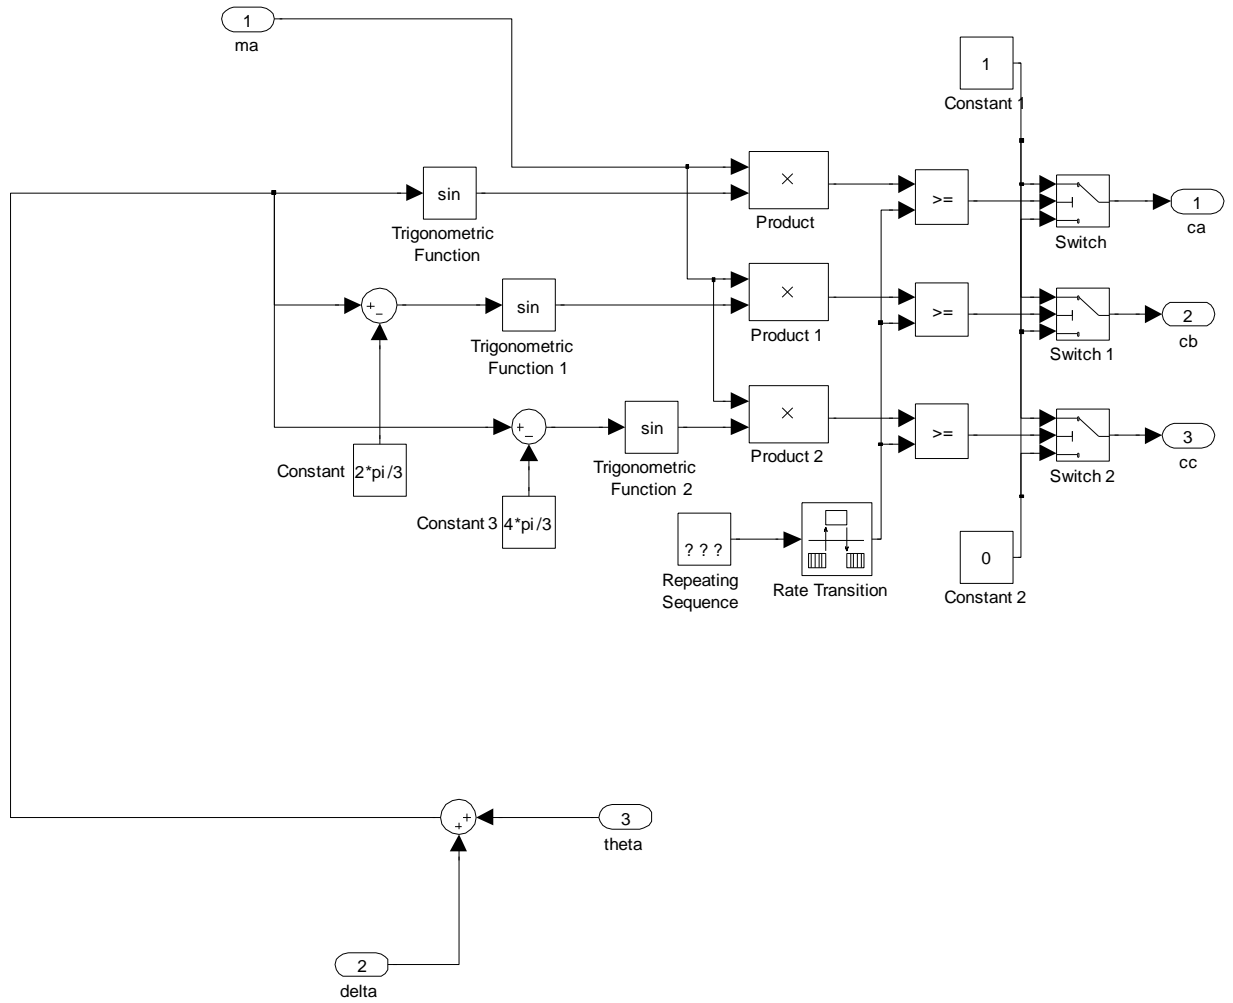 1
ma
1
Constant 1
sin
Trigonometric
Function
×
Product
>=
Switch
1
ca
+
−
sin
Trigonometric
Function 1
×
Product 1
>=
Switch 1
2
cb
+
−
sin
Trigonometric
Function 2
×
Product 2
>=
Switch 2
3
cc
Constant
2*pi/3
Constant 3
4*pi/3
? ? ?
Repeating
Sequence
Rate Transition
0
Constant 2
+
+
3
theta
2
delta